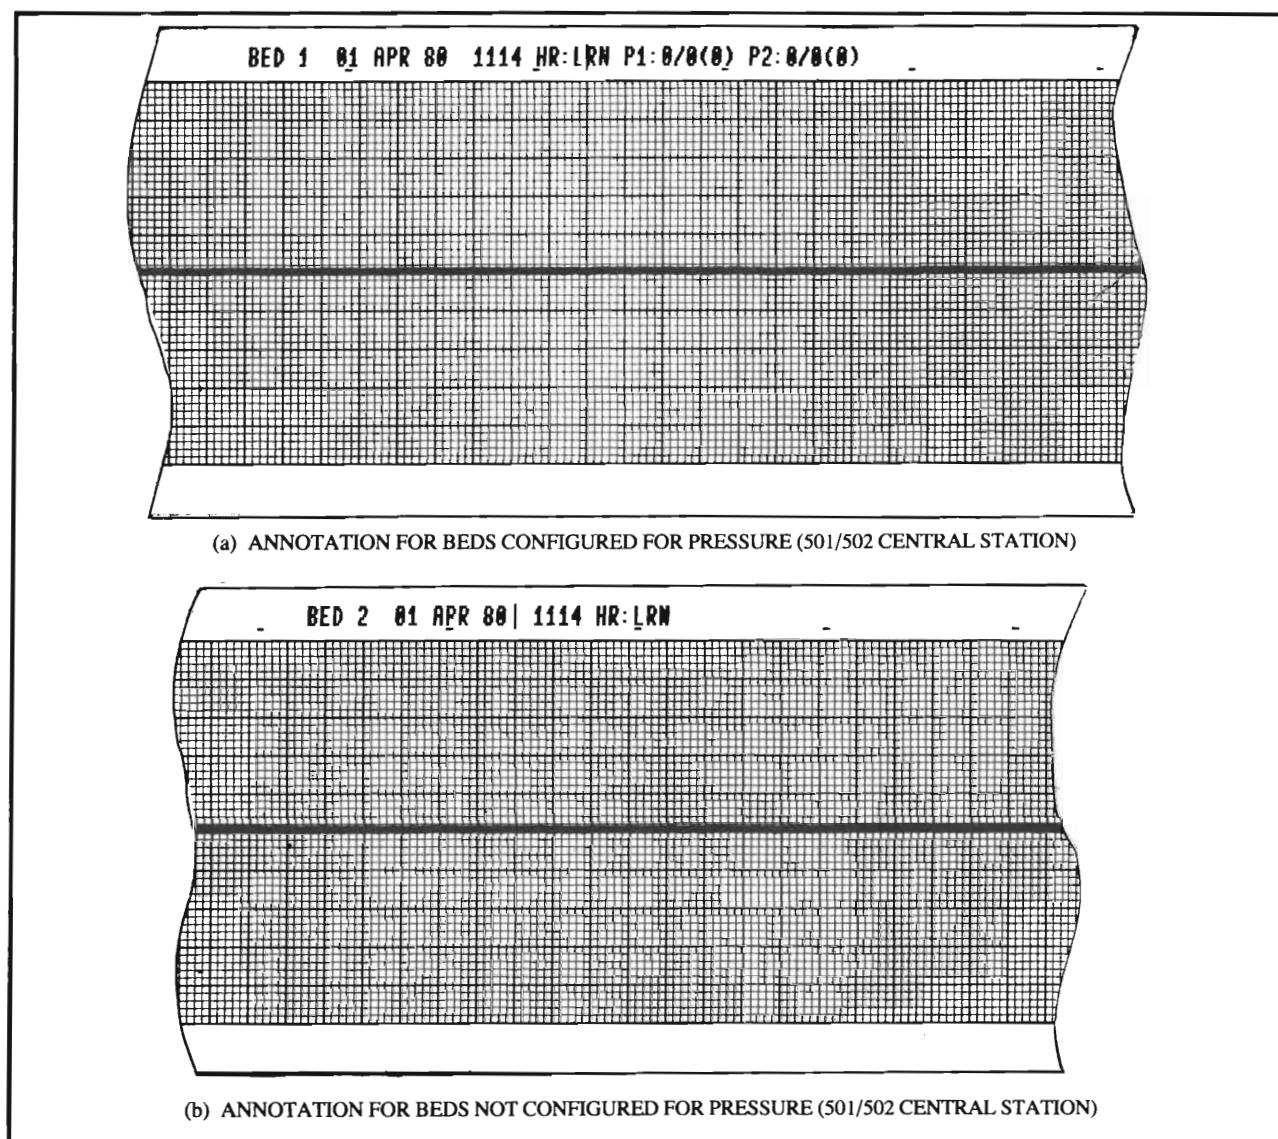 BED 1 01 APR 80 1114 HR:LRN P1:0/0(0) P2:0/0(0)
(a) ANNOTATION FOR BEDS CONFIGURED FOR PRESSURE (501/502 CENTRAL STATION)
BED 2 01 APR 80 1114 HR:LRN
(b) ANNOTATION FOR BEDS NOT CONFIGURED FOR PRESSURE (501/502 CENTRAL STATION)